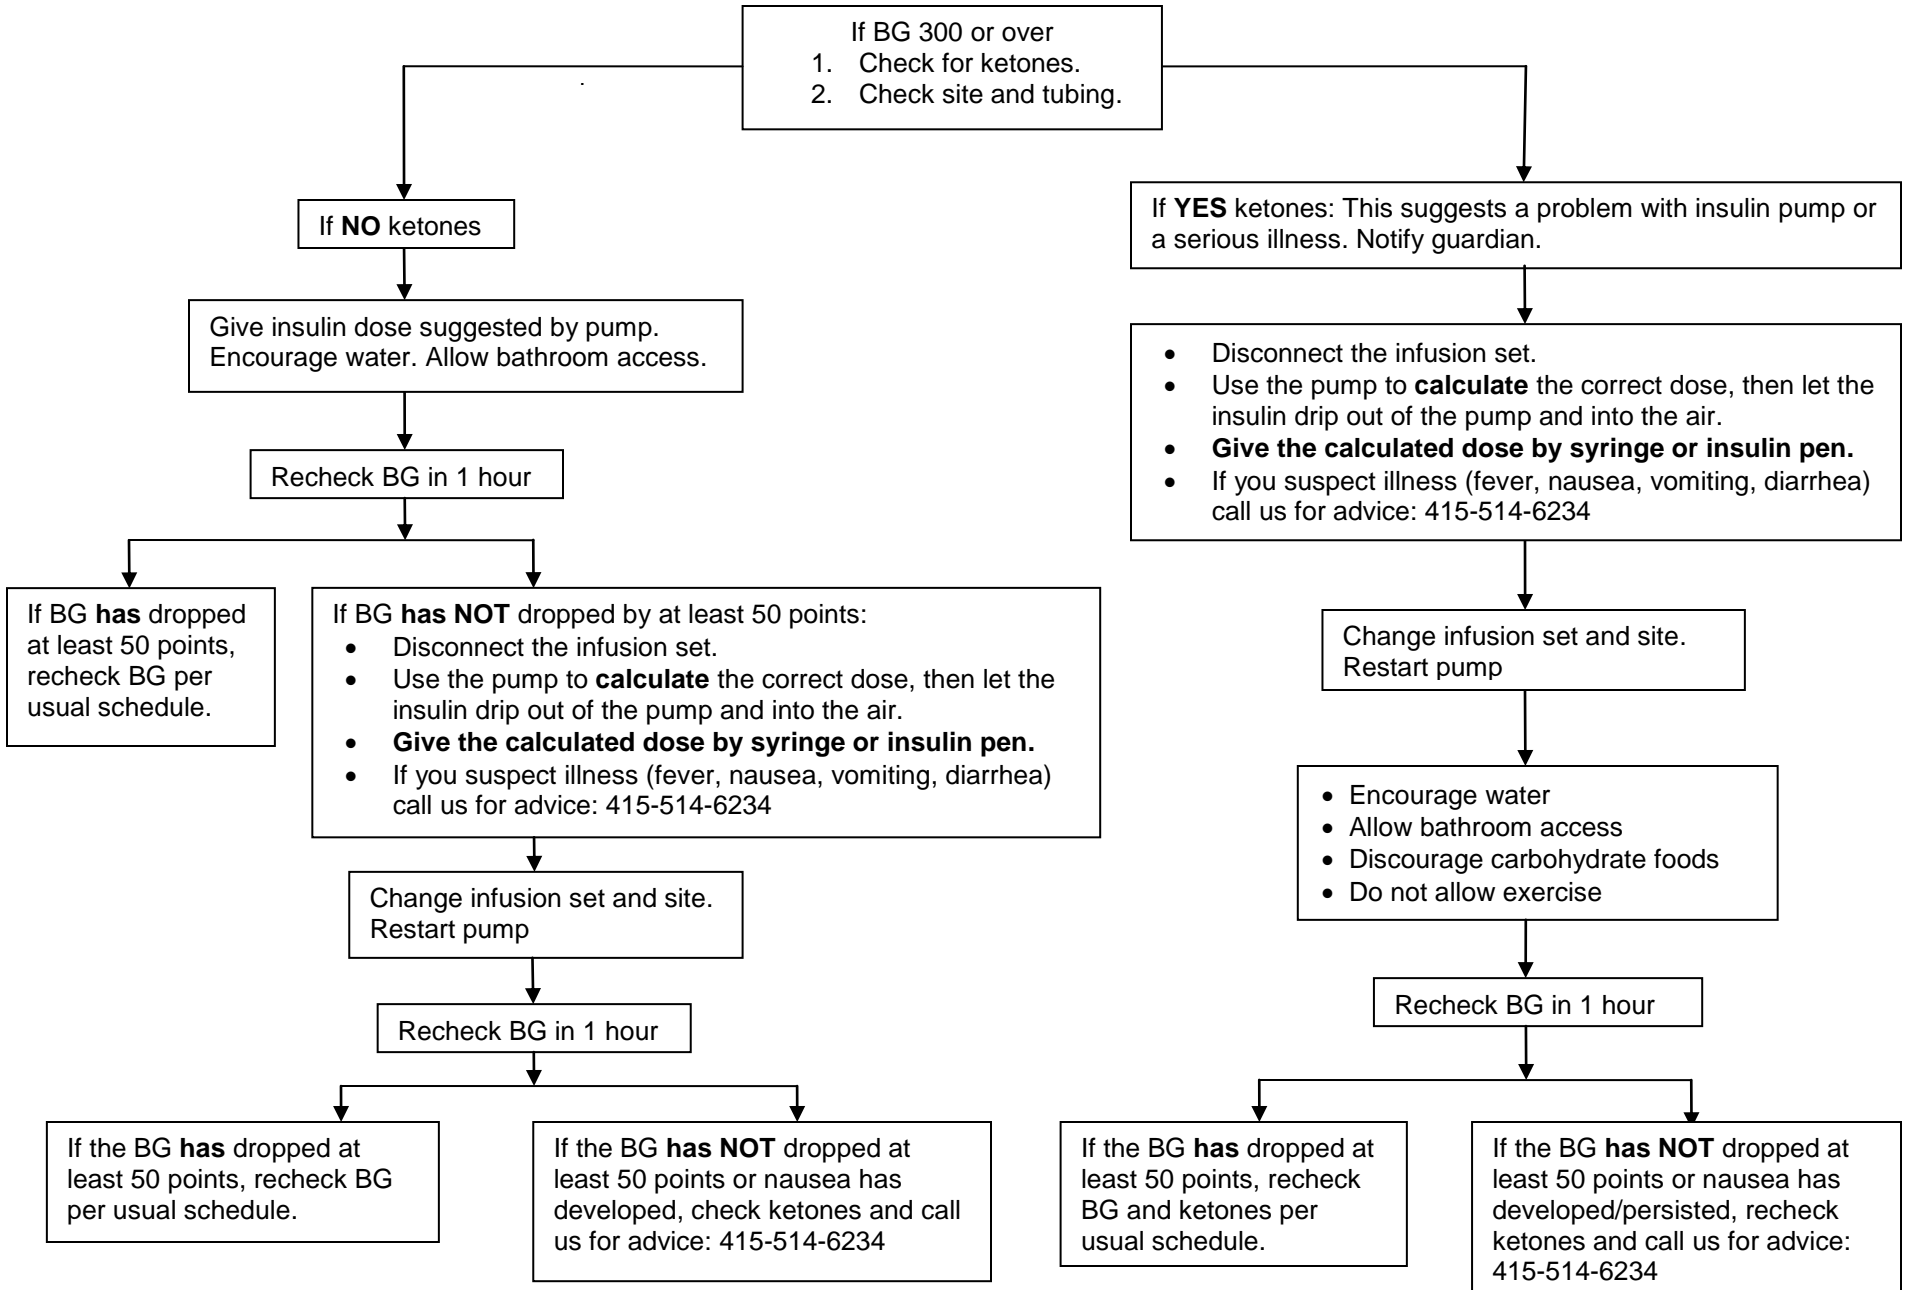 If BG 300 or over
1. Check for ketones.
2. Check site and tubing.
If NO ketones
Give insulin dose suggested by pump.
Encourage water. Allow bathroom access.
Recheck BG in 1 hour
If BG has dropped
at least 50 points,
recheck BG per
usual schedule.
If BG has NOT dropped by at least 50 points:
• Disconnect the infusion set.
• Use the pump to calculate the correct dose, then let the
insulin drip out of the pump and into the air.
• Give the calculated dose by syringe or insulin pen.
• If you suspect illness (fever, nausea, vomiting, diarrhea)
call us for advice: 415-514-6234
Change infusion set and site.
Restart pump
Recheck BG in 1 hour
If the BG has dropped at
least 50 points, recheck BG
per usual schedule.
If the BG has NOT dropped at
least 50 points or nausea has
developed, check ketones and call
us for advice: 415-514-6234
If YES ketones: This suggests a problem with insulin pump or
a serious illness. Notify guardian.
• Disconnect the infusion set.
• Use the pump to calculate the correct dose, then let the
insulin drip out of the pump and into the air.
• Give the calculated dose by syringe or insulin pen.
• If you suspect illness (fever, nausea, vomiting, diarrhea)
call us for advice: 415-514-6234
Change infusion set and site.
Restart pump
• Encourage water
• Allow bathroom access
• Discourage carbohydrate foods
• Do not allow exercise
Recheck BG in 1 hour
If the BG has dropped at
least 50 points, recheck
BG and ketones per
usual schedule.
If the BG has NOT dropped at
least 50 points or nausea has
developed/persisted, recheck
ketones and call us for advice:
415-514-6234